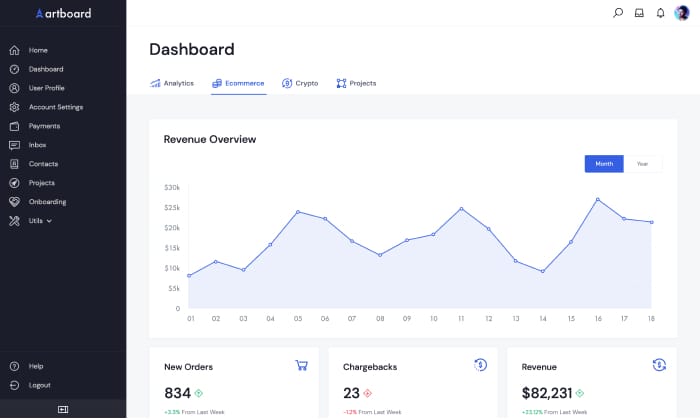 artboard
Home
Dashboard
User Profile
Account Settings
Payments
Inbox
Contacts
Projects
Onboarding
Utils
Help
Logout
Dashboard
Analytics Ecommerce Crypto Projects
Revenue Overview
Month Year
$30k
$25k
$20k
$15k
$10k
$5k
0
01 02 03 04 05 06 07 08 09 10 11 12 13 14 15 16 17 18
New Orders
834
+3.5% From Last Week
Chargebacks
23
-1.2% From Last Week
Revenue
$82,231
+23.12% From Last Week